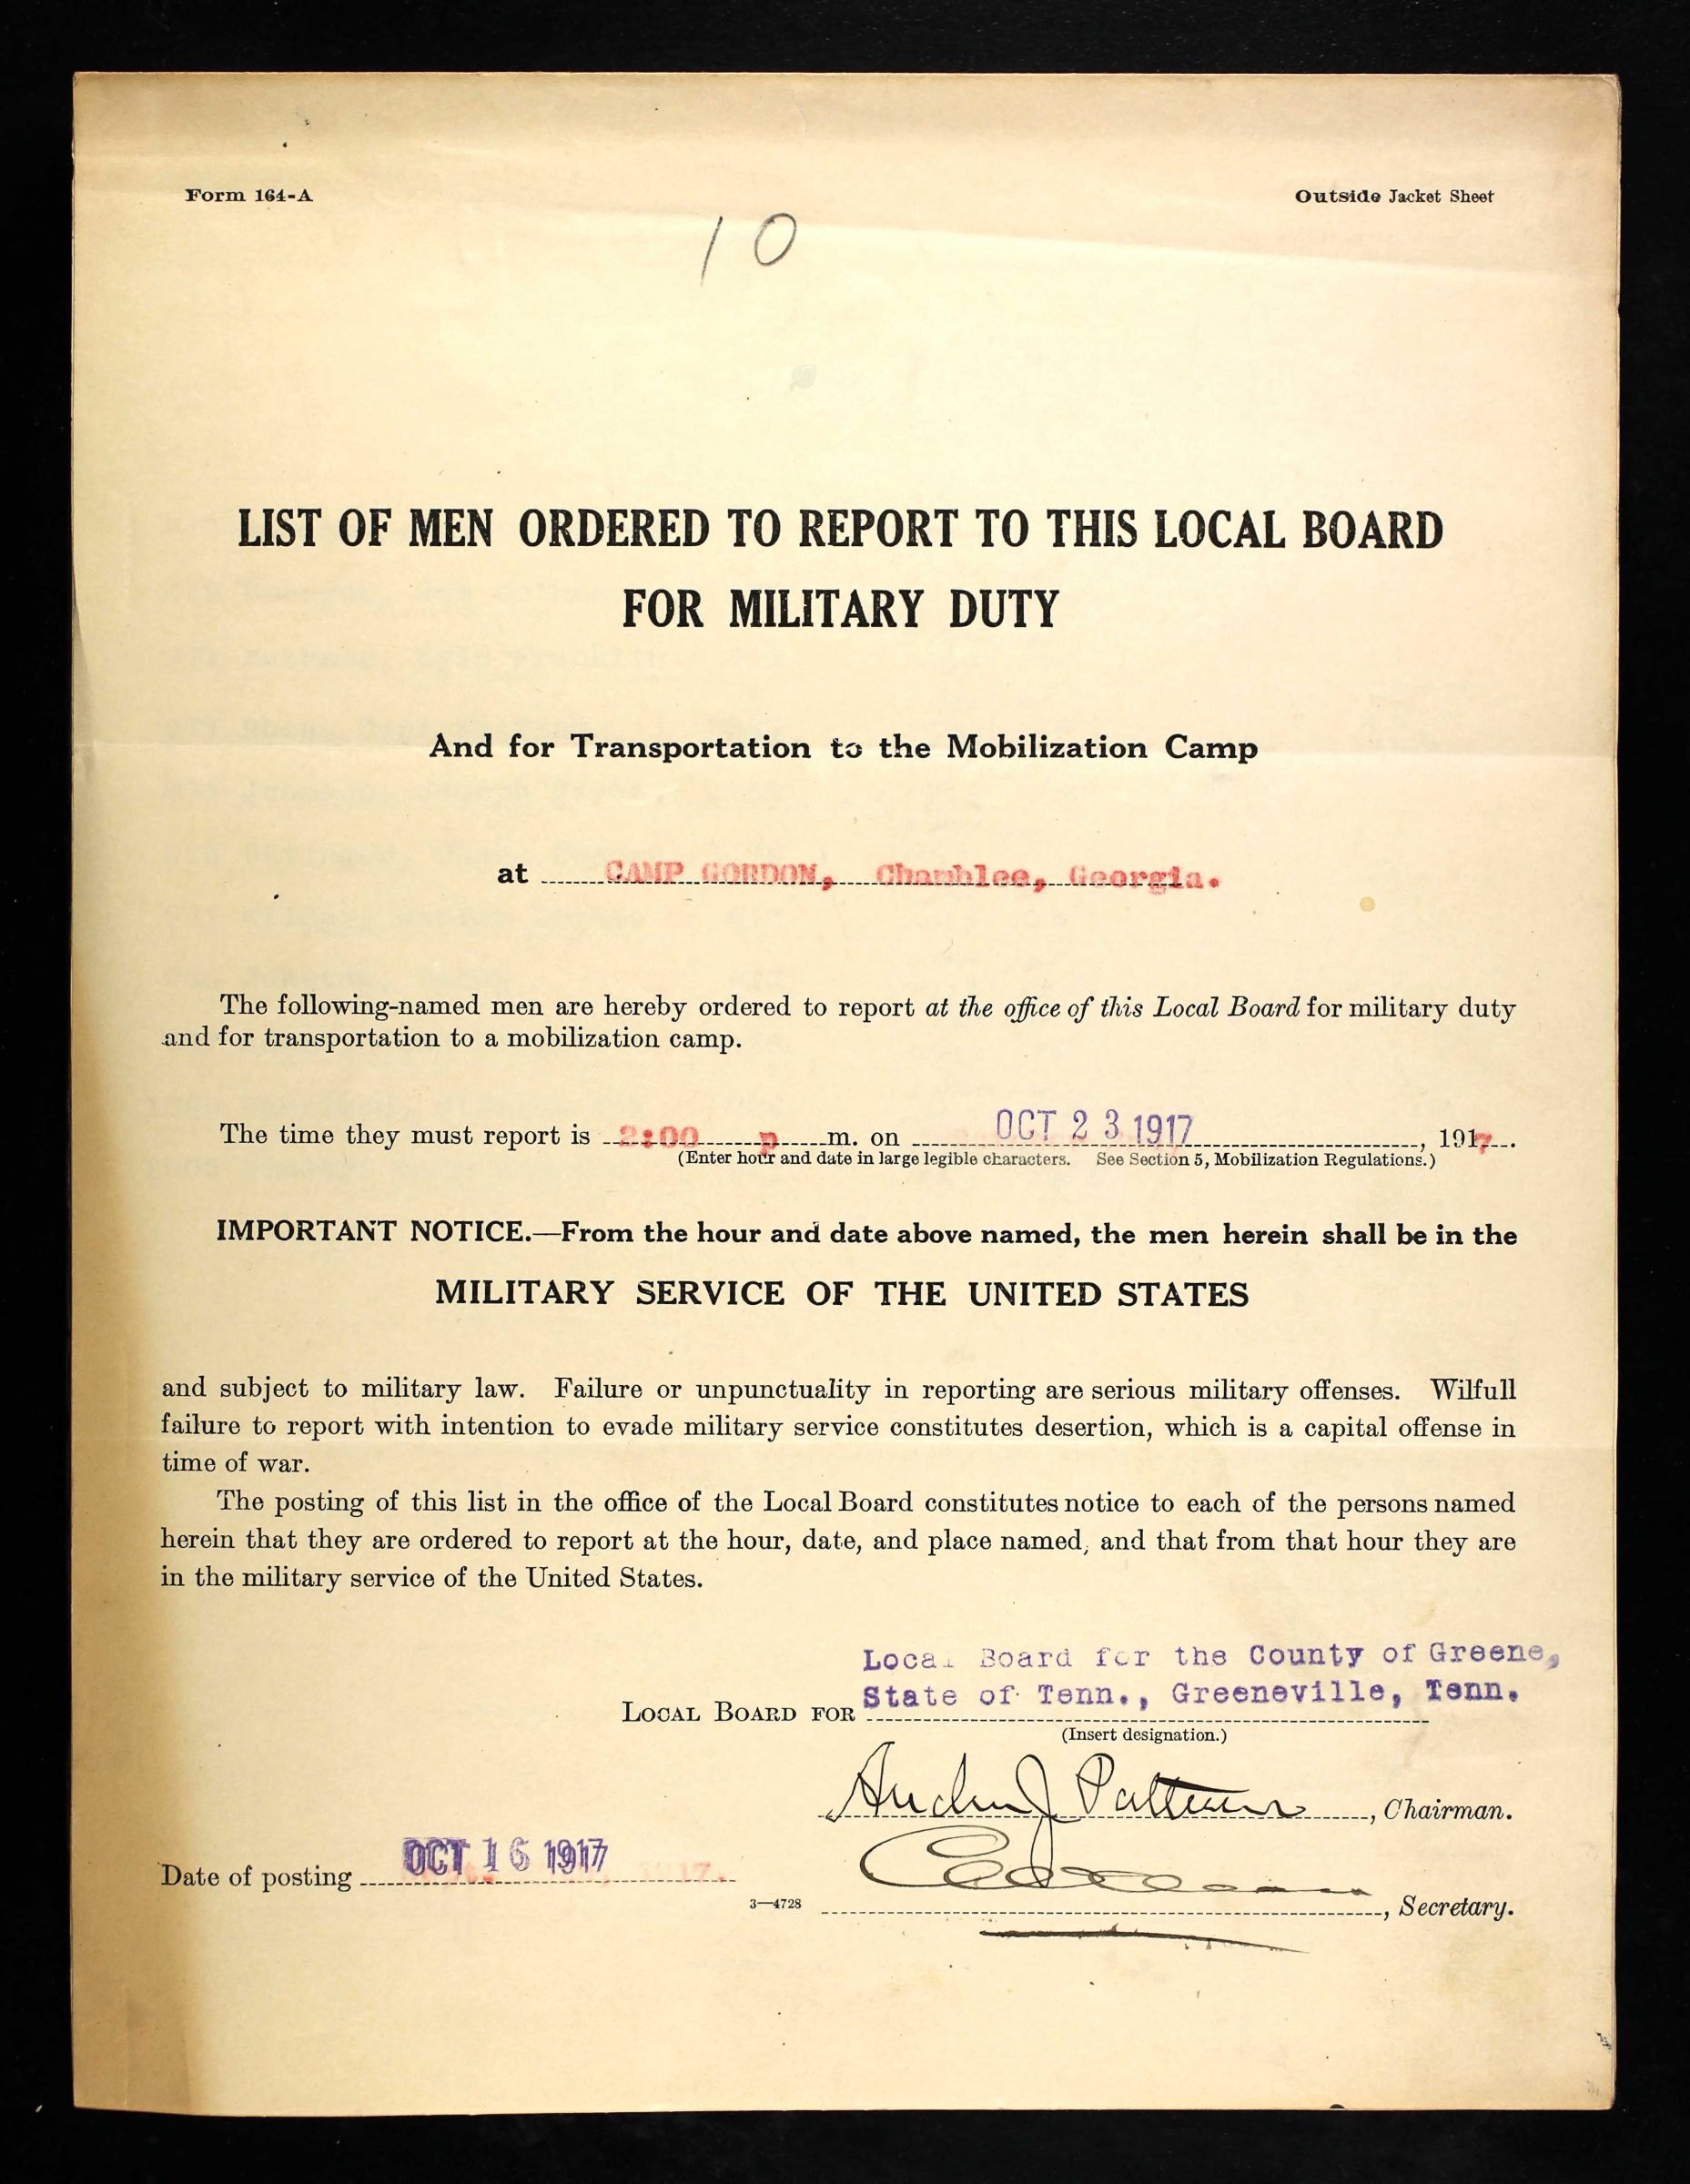 Form 164-A
Outside Jacket Sheet
10
LIST OF MEN ORDERED TO REPORT TO THIS LOCAL BOARD
FOR MILITARY DUTY
And for Transportation to the Mobilization Camp
at CAMP GORDON, Chamblee, Georgia.
The following-named men are hereby ordered to report at the office of this Local Board for military duty
and for transportation to a mobilization camp.
The time they must report is 2:00 p m. on OCT 23 1917, 1917.
(Enter hour and date in large legible characters. See Section 5, Mobilization Regulations.)
IMPORTANT NOTICE.—From the hour and date above named, the men herein shall be in the
MILITARY SERVICE OF THE UNITED STATES
and subject to military law. Failure or unpunctuality in reporting are serious military offenses. Wilfull
failure to report with intention to evade military service constitutes desertion, which is a capital offense in
time of war.
The posting of this list in the office of the Local Board constitutes notice to each of the persons named
herein that they are ordered to report at the hour, date, and place named, and that from that hour they are
in the military service of the United States.
Local Board for the County of Greene,
State of Tenn., Greeneville, Tenn.
LOCAL BOARD FOR
(Insert designation.)
J Patterson, Chairman.
Date of posting OCT 16 1917
3—4728
, Secretary.